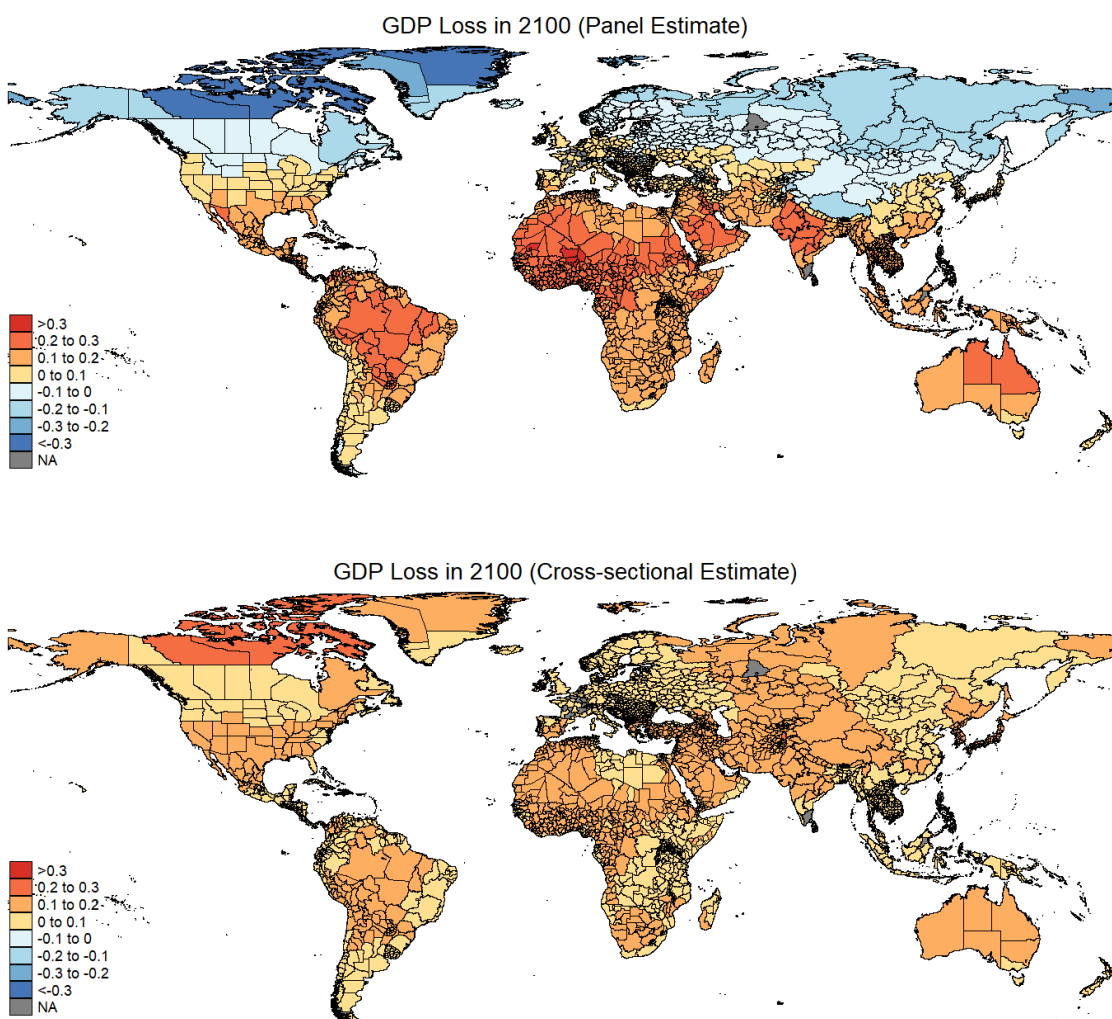 GDP Loss in 2100 (Panel Estimate)
>0.3
0.2 to 0.3
0.1 to 0.2
0 to 0.1
-0.1 to 0
-0.2 to -0.1
-0.3 to -0.2
<-0.3
NA
GDP Loss in 2100 (Cross-sectional Estimate)
>0.3
0.2 to 0.3
0.1 to 0.2
0 to 0.1
-0.1 to 0
-0.2 to -0.1
-0.3 to -0.2
<-0.3
NA